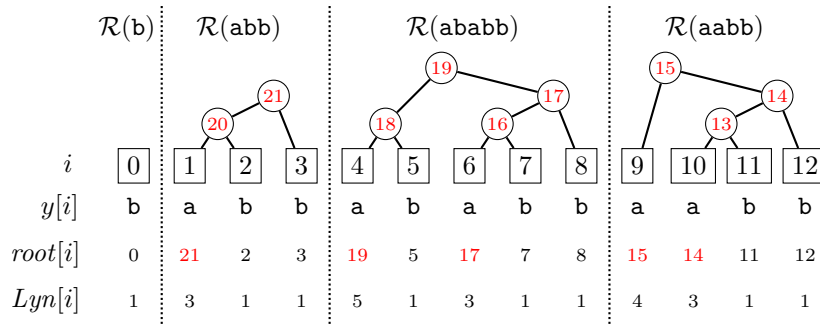 R(b) R(abb) R(ababb) R(aabb)
19 15
21 17 14
20 18 16 13
i 0 1 2 3 4 5 6 7 8 9 10 11 12
y[i] b a b b a b a b b a a b b
root[i] 0 21 2 3 19 5 17 7 8 15 14 11 12
Lyn[i] 1 3 1 1 5 1 3 1 1 4 3 1 1